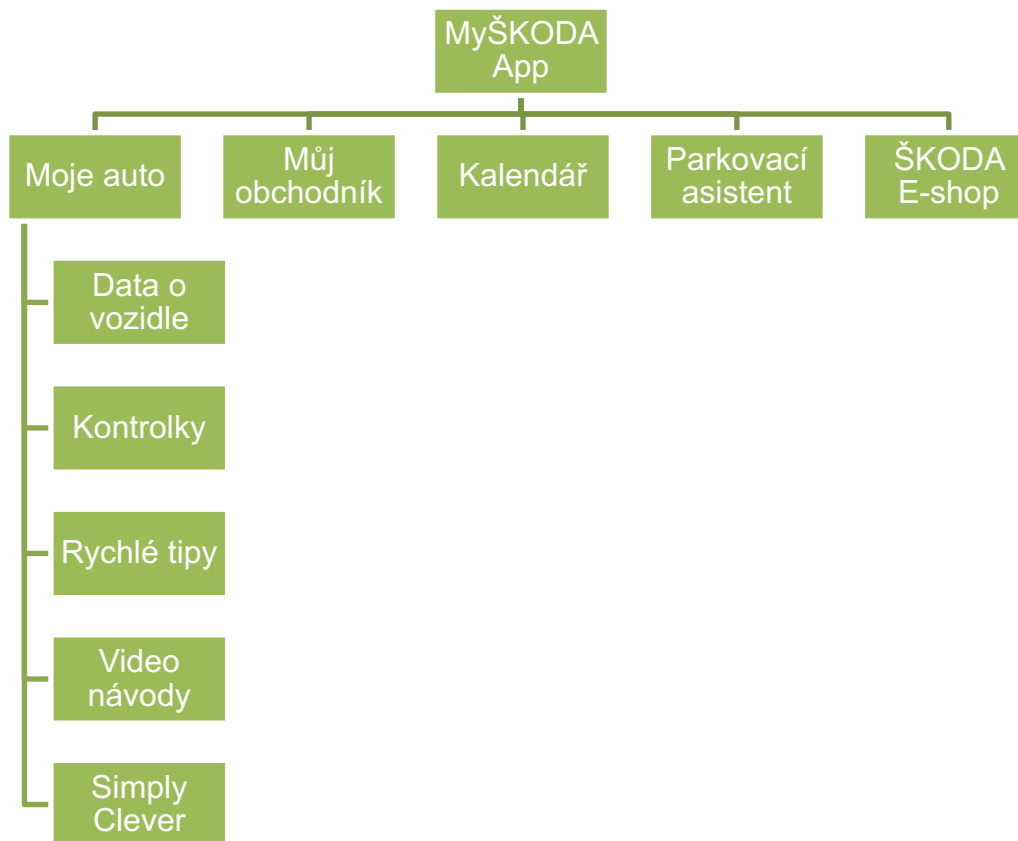 MyŠKODA
App
Moje auto
Můj
obchodník
Kalendář
Parkovací
asistent
ŠKODA
E-shop
Data o
vozidle
Kontrolky
Rychlé tipy
Video
návody
Simply
Clever